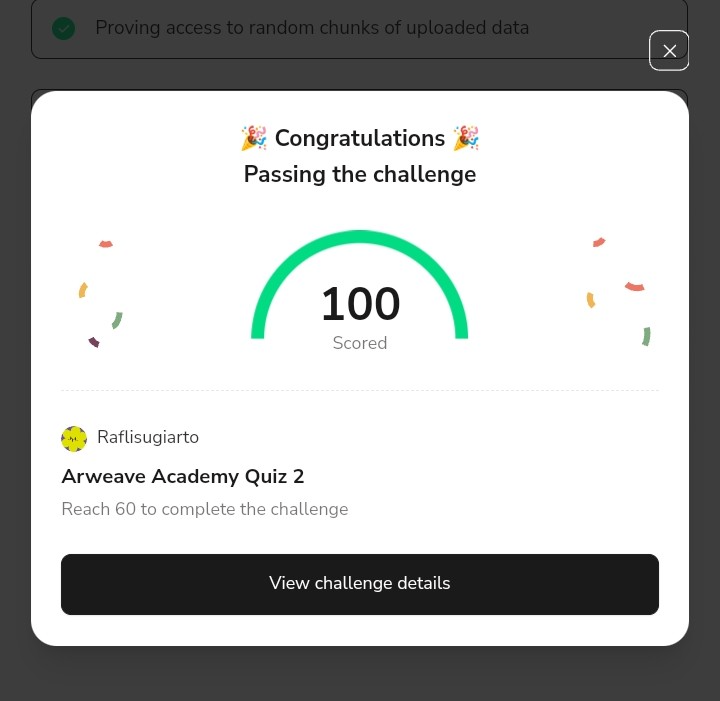 Proving access to random chunks of uploaded data
🎉 Congratulations 🎉
Passing the challenge
100
Scored
Raflisugiarto
Arweave Academy Quiz 2
Reach 60 to complete the challenge
View challenge details